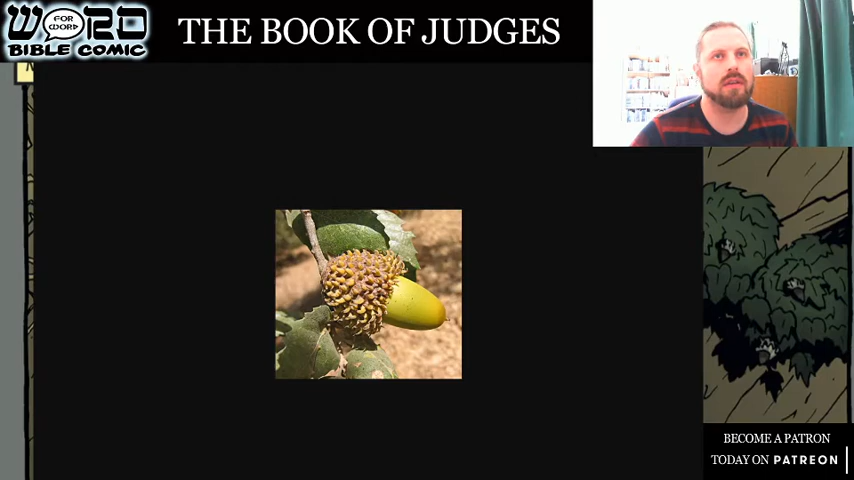 WORD
FOR
WORD
BIBLE COMIC
THE BOOK OF JUDGES
BECOME A PATRON
TODAY ON PATREON